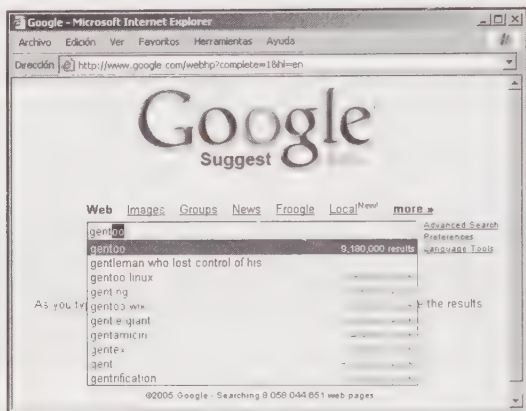 Google - Microsoft Internet Explorer
Archivo Edición Ver Favoritos Herramientas Ayuda
Dirección http://www.google.com/webhp?complete=1&hl=en
Google
Suggest
Web Images Groups News Froogle Local New! more »
gentoo
Advanced Search
Preferences
Language Tools
gentoo 9,180,000 results
gentleman who lost control of his
gentoo linux
genting
gentoo wiki
gentle giant
gentamicin
gentex
gent
gentrification
As you ty the results
©2005 Google - Searching 8 058 044 651 web pages